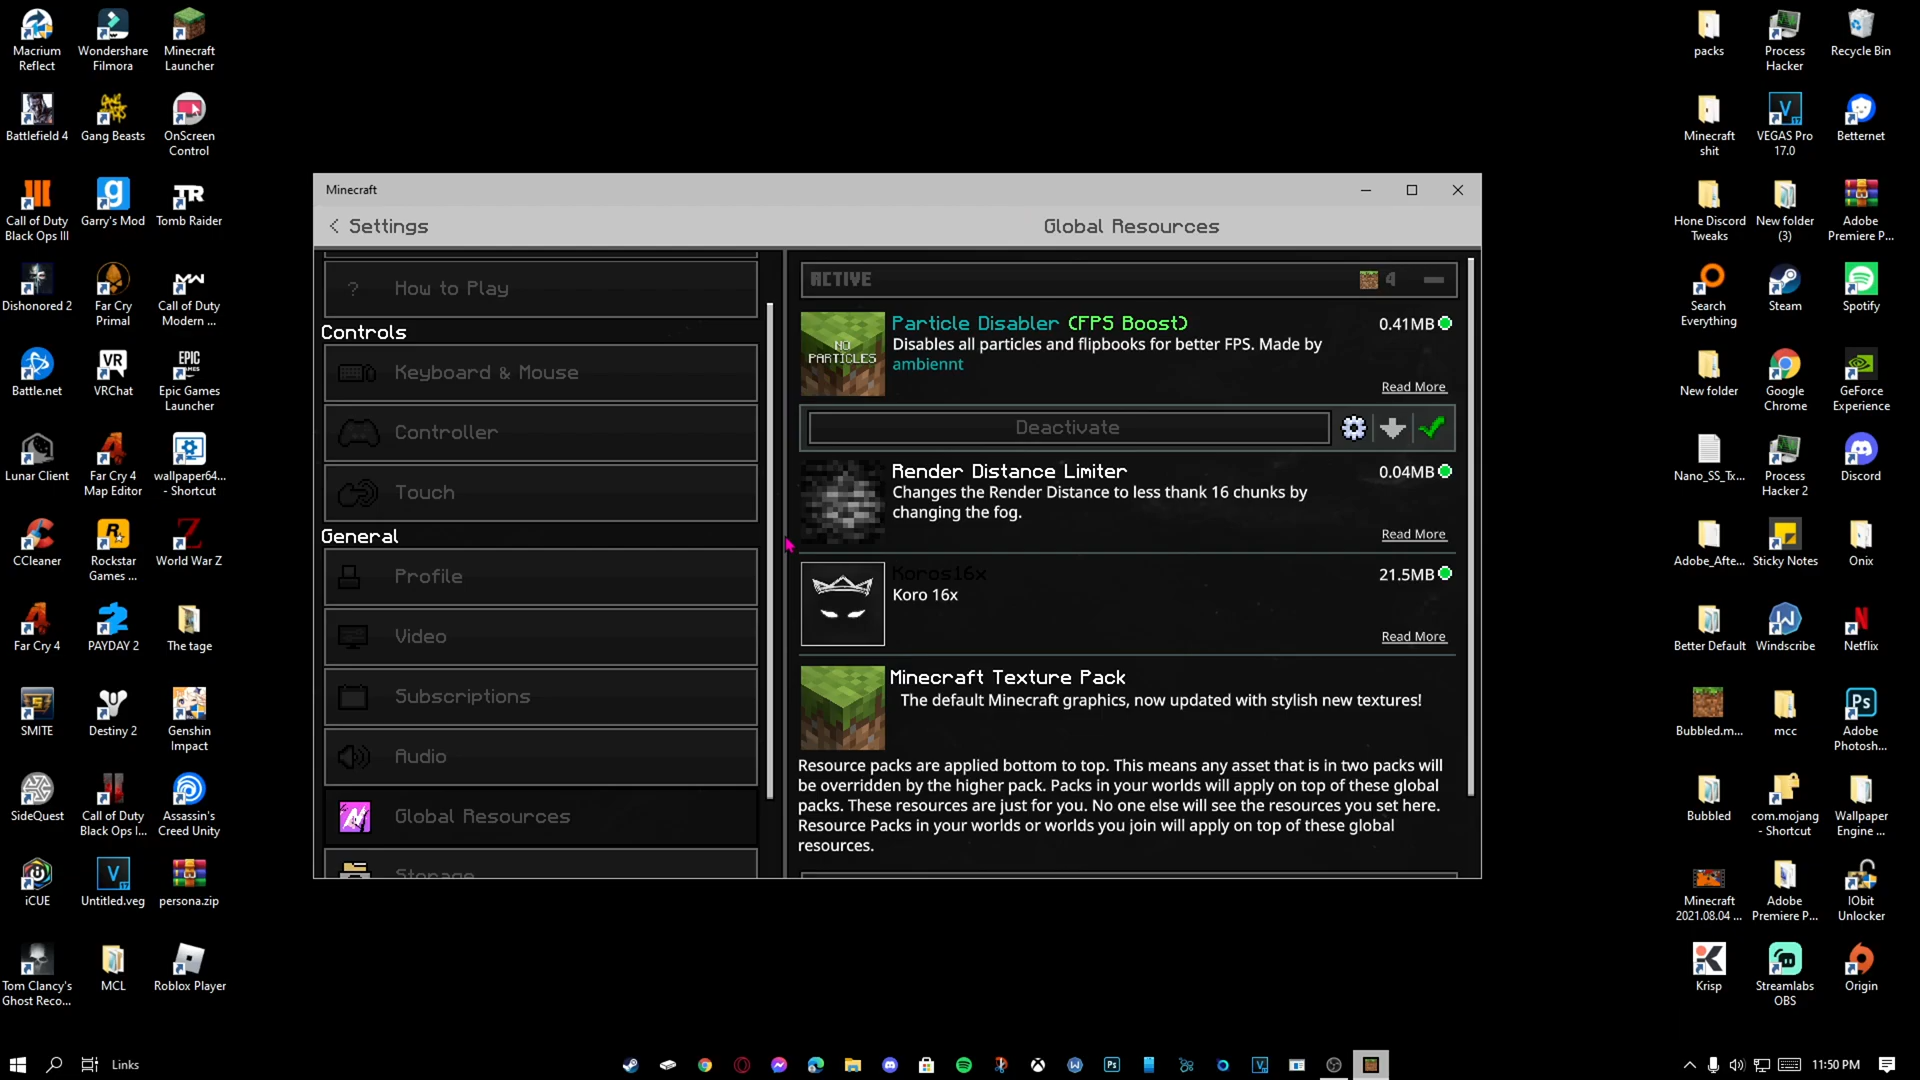 Macrium
Reflect
Wondershare
Filmora
Minecraft
Launcher
Battlefield 4
Gang Beasts
OnScreen
Control
Call of Duty
Black Ops III
Garry's Mod
Tomb Raider
Dishonored 2
Far Cry
Primal
Call of Duty
Modern ...
Battle.net
VRChat
Epic Games
Launcher
Lunar Client
Far Cry 4
Map Editor
wallpaper64...
- Shortcut
CCleaner
Rockstar
Games ...
World War Z
Far Cry 4
PAYDAY 2
The tage
SMITE
Destiny 2
Genshin
Impact
SideQuest
Call of Duty
Black Ops I...
Assassin's
Creed Unity
iCUE
Untitled.veg
persona.zip
Tom Clancy's
Ghost Reco...
MCL
Roblox Player
Minecraft
< Settings
Global Resources
? How to Play
Controls
Keyboard & Mouse
Controller
Touch
General
Profile
Video
Subscriptions
Audio
Global Resources
Storage
ACTIVE
4
NO
PARTICLES
Particle Disabler (FPS Boost)
0.41MB
Disables all particles and flipbooks for better FPS. Made by
ambiennt
Read More
Deactivate
Render Distance Limiter
0.04MB
Changes the Render Distance to less thank 16 chunks by
changing the fog.
Read More
Koros16x
21.5MB
Koro 16x
Read More
Minecraft Texture Pack
The default Minecraft graphics, now updated with stylish new textures!
Resource packs are applied bottom to top. This means any asset that is in two packs will
be overridden by the higher pack. Packs in your worlds will apply on top of these global
packs. These resources are just for you. No one else will see the resources you set here.
Resource Packs in your worlds or worlds you join will apply on top of these global
resources.
packs
Process
Hacker
Recycle Bin
Minecraft
shit
VEGAS Pro
17.0
Betternet
Hone Discord
Tweaks
New folder
(3)
Adobe
Premiere P...
Search
Everything
Steam
Spotify
New folder
Google
Chrome
GeForce
Experience
Nano_SS_Tx...
Process
Hacker 2
Discord
Adobe_Afte...
Sticky Notes
Onix
Better Default
Windscribe
Netflix
Bubbled.m...
mcc
Adobe
Photosh...
Bubbled
com.mojang
- Shortcut
Wallpaper
Engine ...
Minecraft
2021.08.04 ...
Adobe
Premiere P...
IObit
Unlocker
Krisp
Streamlabs
OBS
Origin
Links
11:50 PM